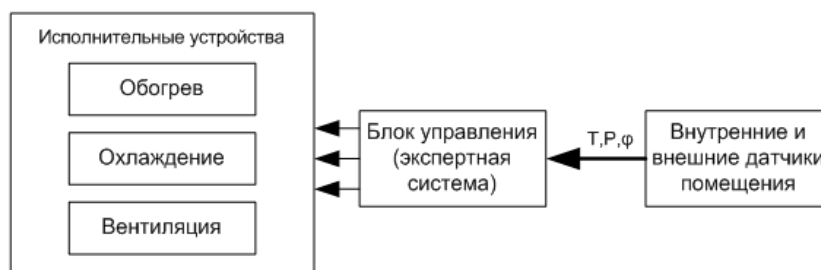 Исполнительные устройства
Обогрев
Охлаждение
Вентиляция
Блок управления
(экспертная
система)
T,P,φ
Внутренние и
внешние датчики
помещения